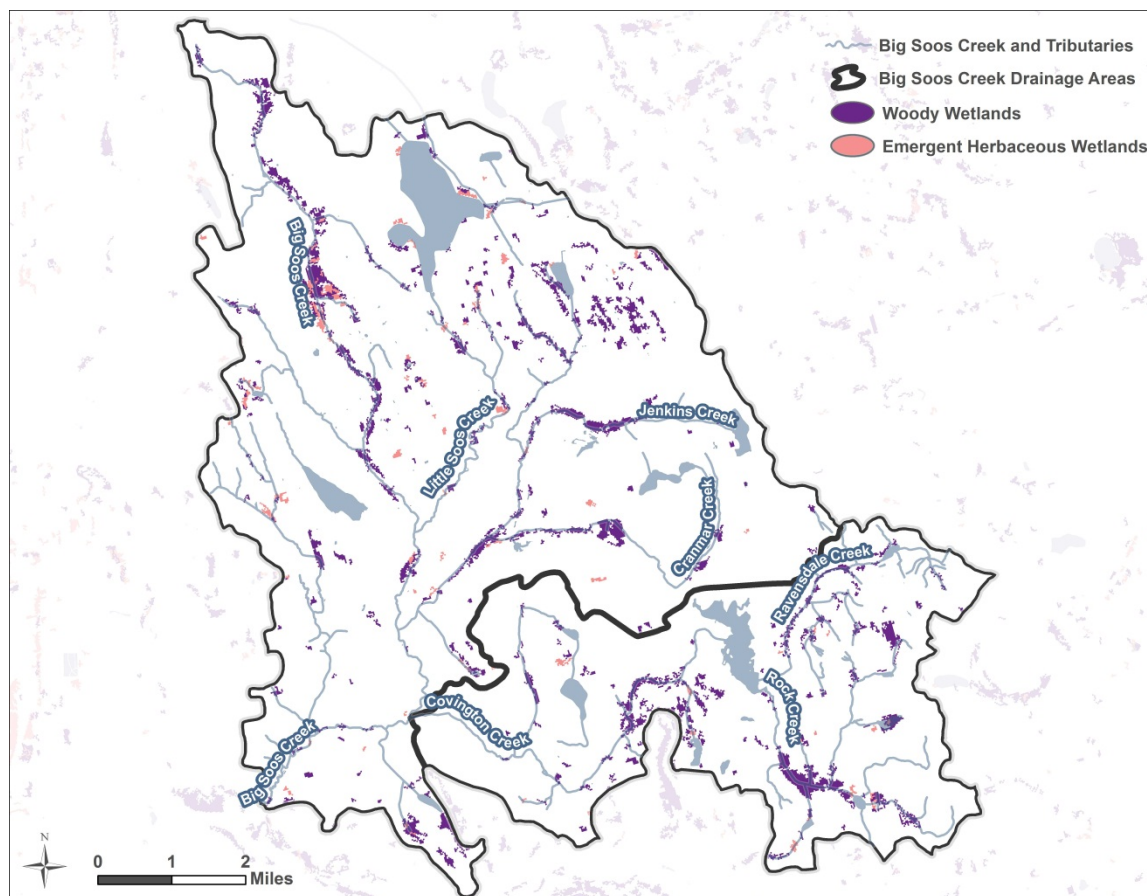 Big Soos Creek and Tributaries
Big Soos Creek Drainage Areas
Woody Wetlands
Emergent Herbaceous Wetlands
Big Soos Creek
Jenkins Creek
Little Soos Creek
Cranmar Creek
Ravensdale Creek
Rock Creek
Covington Creek
Big Soos Creek
N
0 1 2
Miles